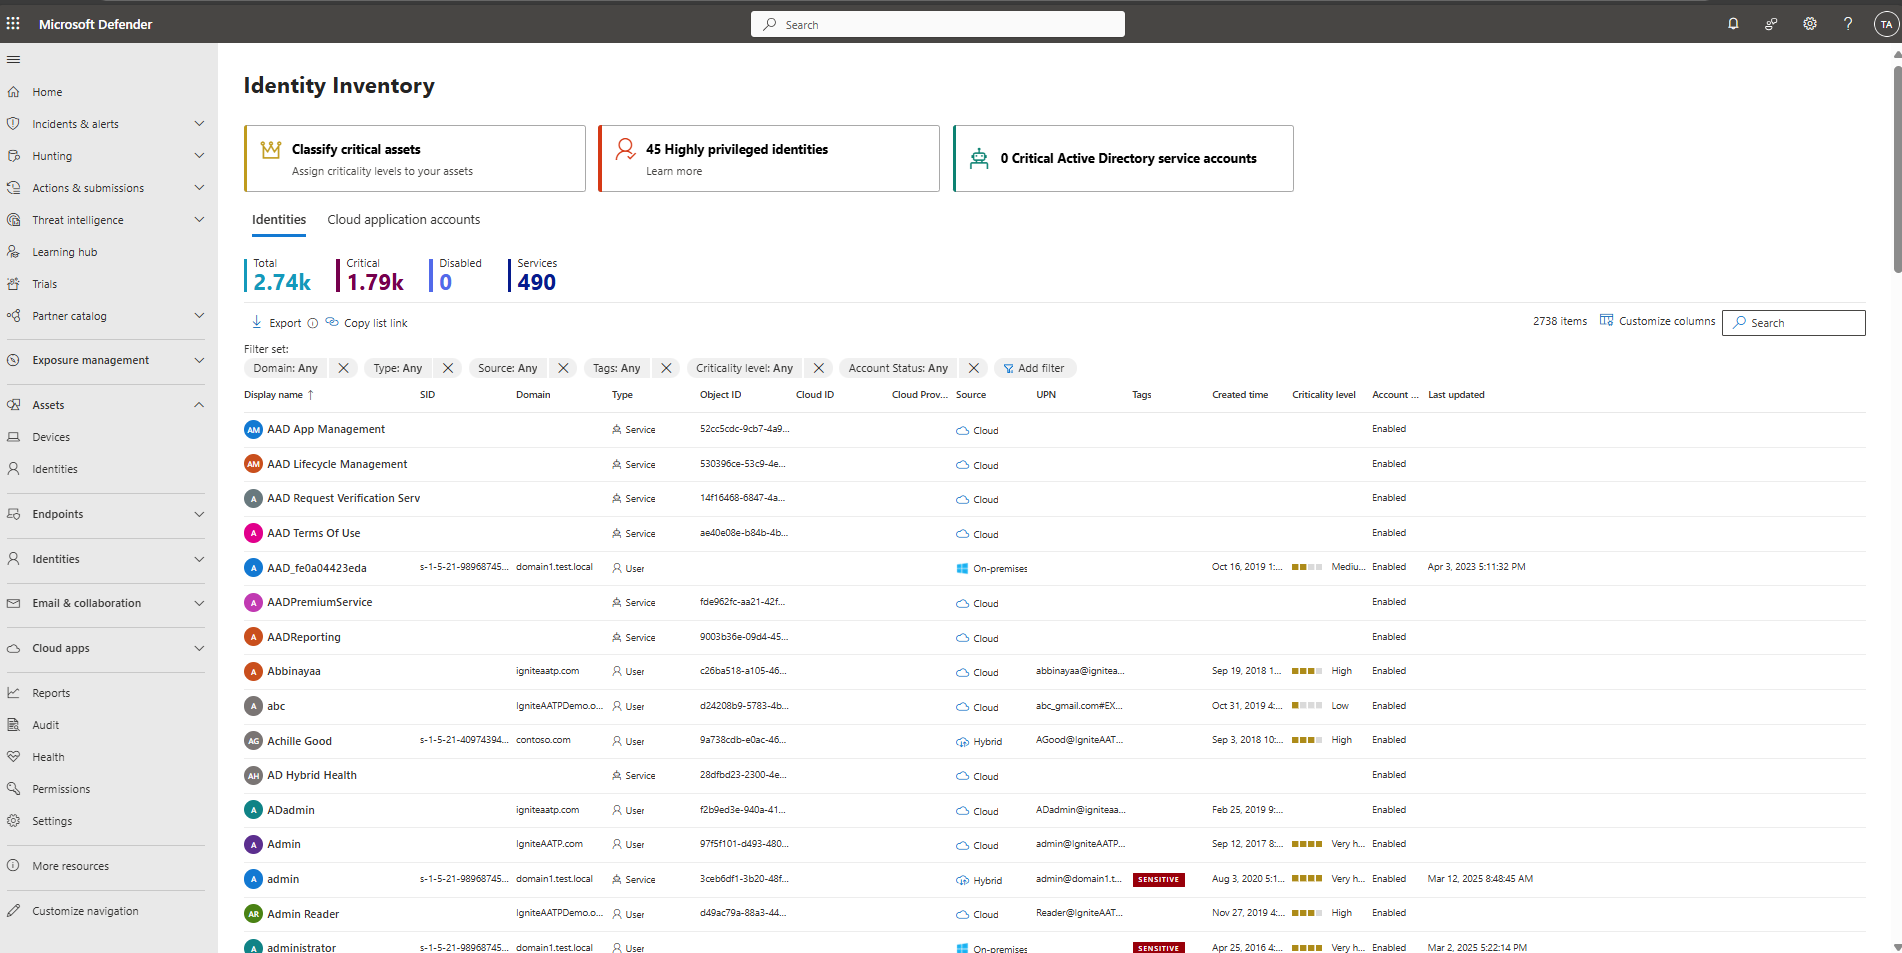 Microsoft Defender
Search
TA
Home
Incidents & alerts
Hunting
Actions & submissions
Threat intelligence
Learning hub
Trials
Partner catalog
Exposure management
Assets
Devices
Identities
Endpoints
Identities
Email & collaboration
Cloud apps
Reports
Audit
Health
Permissions
Settings
More resources
Customize navigation
Identity Inventory
Classify critical assets
Assign criticality levels to your assets
45 Highly privileged identities
Learn more
0 Critical Active Directory service accounts
Identities Cloud application accounts
Total Critical Disabled Services
2.74k 1.79k 0 490
Export Copy list link 2738 items Customize columns Search
Filter set:
Domain: Any Type: Any Source: Any Tags: Any Criticality level: Any Account Status: Any Add filter
Display name ↑ SID Domain Type Object ID Cloud ID Cloud Prov... Source UPN Tags Created time Criticality level Account ... Last updated
AM AAD App Management Service 52cc5cdc-9cb7-4a9... Cloud Enabled
AM AAD Lifecycle Management Service 530396ce-53c9-4e... Cloud Enabled
A AAD Request Verification Serv Service 14f16468-6847-4a... Cloud Enabled
A AAD Terms Of Use Service ae40e08e-b84b-4b... Cloud Enabled
A AAD_fe0a04423eda s-1-5-21-98968745... domain1.test.local User On-premises Oct 16, 2019 1:... Mediu... Enabled Apr 3, 2023 5:11:32 PM
A AADPremiumService Service fde962fc-aa21-42f... Cloud Enabled
A AADReporting Service 9003b36e-09d4-45... Cloud Enabled
A Abbinayaa igniteaatp.com User c26ba518-a105-46... Cloud abbinayaa@ignitea... Sep 19, 2018 1... High Enabled
A abc IgniteAATPDemo.o... User d24208b9-5783-4b... Cloud abc_gmail.com#EX... Oct 31, 2019 4:... Low Enabled
AG Achille Good s-1-5-21-40974394... contoso.com User 9a738cdb-e0ac-46... Hybrid AGood@IgniteAAT... Sep 3, 2018 10:... High Enabled
AH AD Hybrid Health Service 28dfbd23-2300-4e... Cloud Enabled
A ADadmin igniteaatp.com User f2b9ed3e-940a-41... Cloud ADadmin@igniteaa... Feb 25, 2019 9:... Enabled
A Admin IgniteAATP.com User 97f5f101-d493-480... Cloud admin@IgniteAATP... Sep 12, 2017 8:... Very h... Enabled
A admin s-1-5-21-98968745... domain1.test.local Service 3ceb6df1-3b20-48f... Hybrid admin@domain1.t... SENSITIVE Aug 3, 2020 5:1... Very h... Enabled Mar 12, 2025 8:48:45 AM
AR Admin Reader IgniteAATPDemo.o... User d49ac79a-88a3-44... Cloud Reader@IgniteAAT... Nov 27, 2019 4:... High Enabled
A administrator s-1-5-21-98968745... domain1.test.local User On-premises SENSITIVE Apr 25, 2016 4:... Very h... Enabled Mar 2, 2025 5:22:14 PM